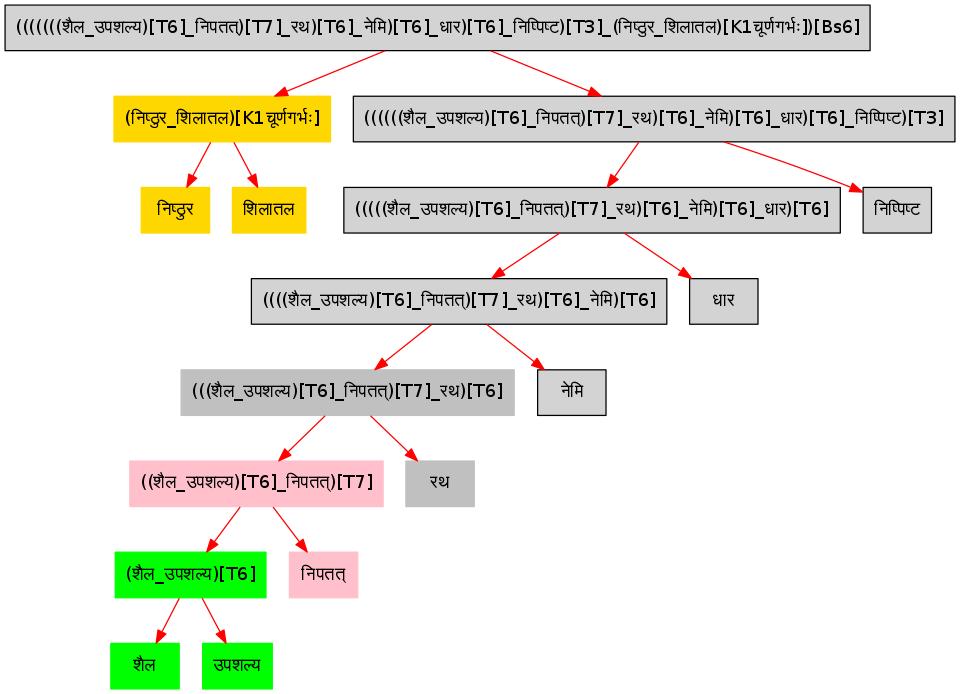 (((((((शैल_उपशल्य)[T6]_निपतत्)[T7]_रथ)[T6]_नेमि)[T6]_धार)[T6]_निष्पिष्ट)[T3]_(निष्ठुर_शिलातल)[K1चूर्णगर्भः])[Bs6]
(निष्ठुर_शिलातल)[K1चूर्णगर्भः]
((((((शैल_उपशल्य)[T6]_निपतत्)[T7]_रथ)[T6]_नेमि)[T6]_धार)[T6]_निष्पिष्ट)[T3]
निष्ठुर
शिलातल
(((((शैल_उपशल्य)[T6]_निपतत्)[T7]_रथ)[T6]_नेमि)[T6]_धार)[T6]
निष्पिष्ट
((((शैल_उपशल्य)[T6]_निपतत्)[T7]_रथ)[T6]_नेमि)[T6]
धार
(((शैल_उपशल्य)[T6]_निपतत्)[T7]_रथ)[T6]
नेमि
((शैल_उपशल्य)[T6]_निपतत्)[T7]
रथ
(शैल_उपशल्य)[T6]
निपतत्
शैल
उपशल्य